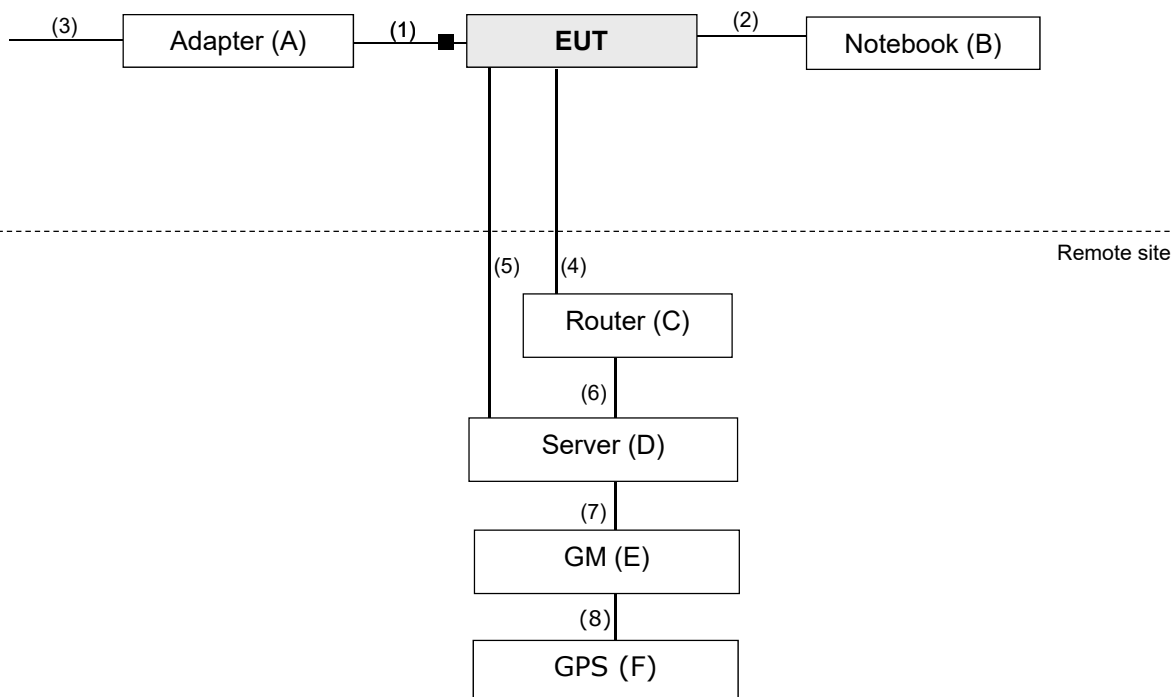 (3)
Adapter (A)
(1)
EUT
(2)
Notebook (B)
Remote site
(5)
(4)
Router (C)
(6)
Server (D)
(7)
GM (E)
(8)
GPS (F)